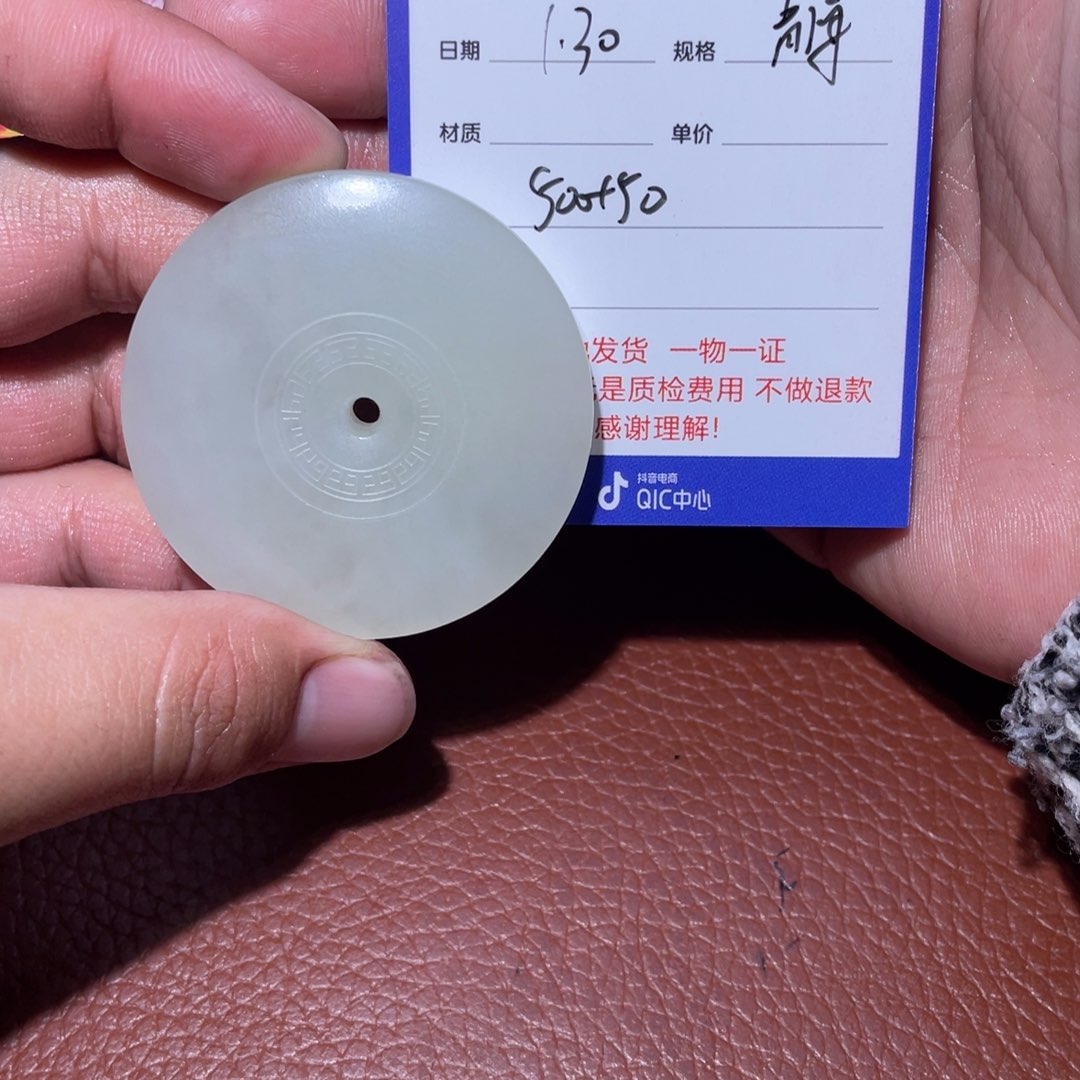 日期 1.30 规格
材质 单价
500+50
发货 一物一证
是质检费用 不做退款
感谢理解!
抖音电商
QIC中心